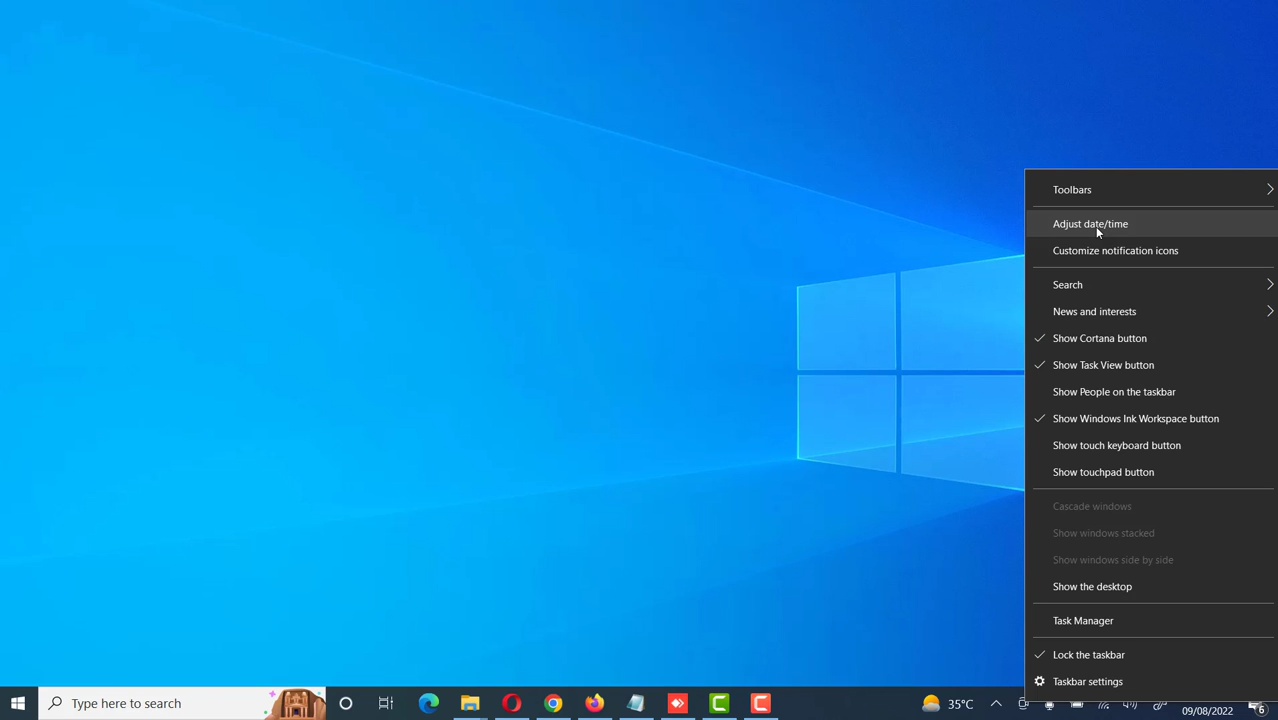 Toolbars
Adjust date/time
Customize notification icons
Search
News and interests
Show Cortana button
Show Task View button
Show People on the taskbar
Show Windows Ink Workspace button
Show touch keyboard button
Show touchpad button
Cascade windows
Show windows stacked
Show windows side by side
Show the desktop
Task Manager
Lock the taskbar
Taskbar settings
Type here to search
35°C
09/08/2022
6